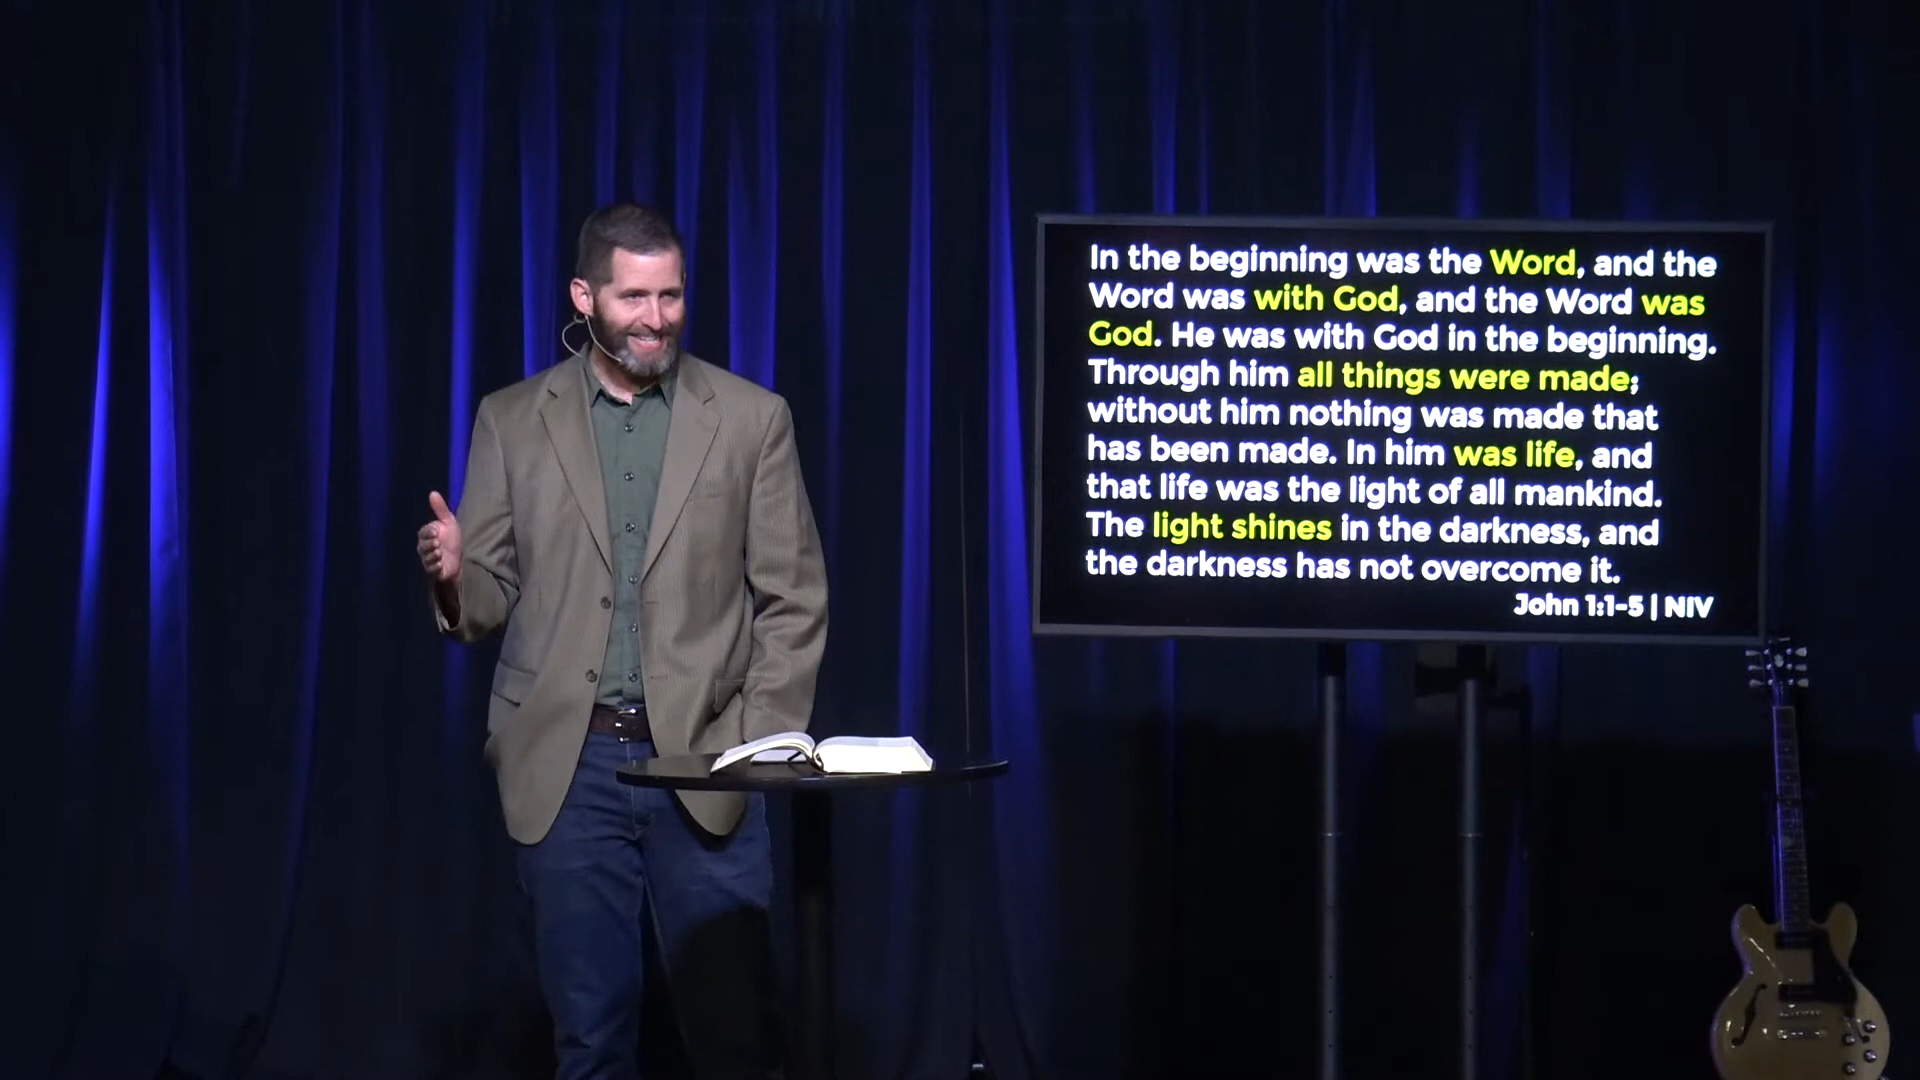 In the beginning was the Word, and the
Word was with God, and the Word was
God. He was with God in the beginning.
Through him all things were made;
without him nothing was made that
has been made. In him was life, and
that life was the light of all mankind.
The light shines in the darkness, and
the darkness has not overcome it.
John 1:1-5 | NIV